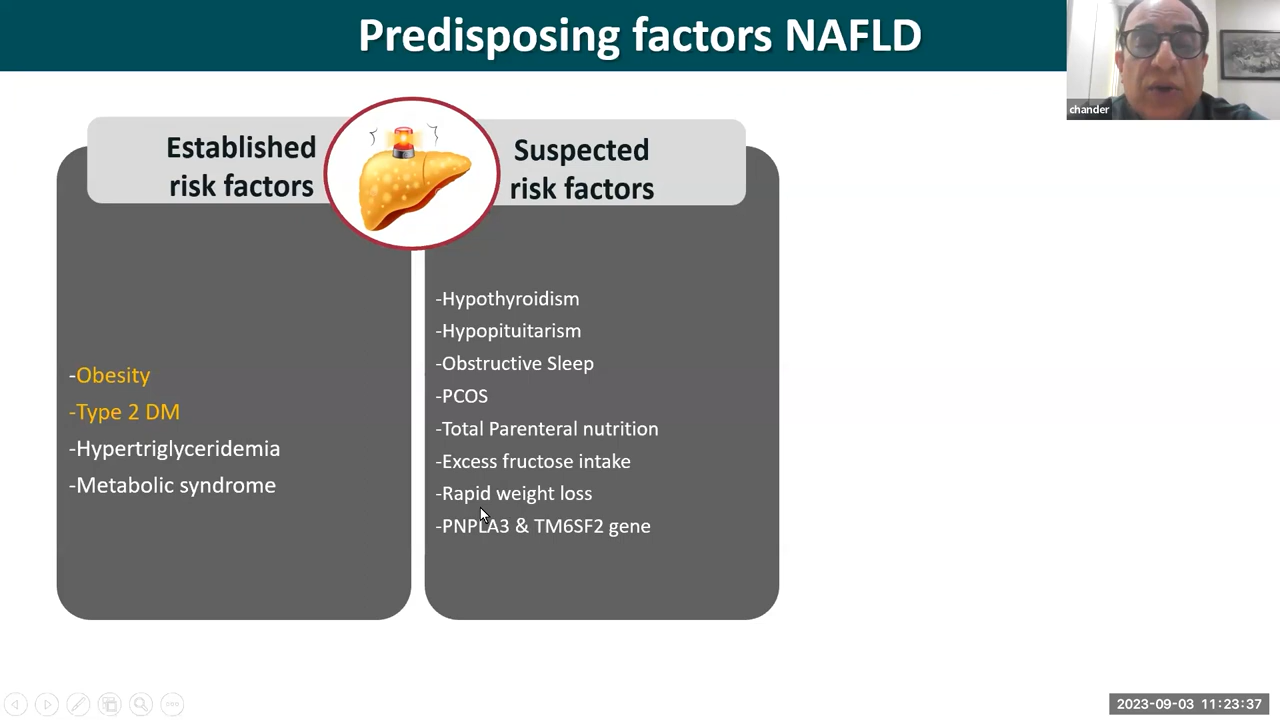 Predisposing factors NAFLD
chander
Established
risk factors
Suspected
risk factors
-Obesity
-Type 2 DM
-Hypertriglyceridemia
-Metabolic syndrome
-Hypothyroidism
-Hypopituitarism
-Obstructive Sleep
-PCOS
-Total Parenteral nutrition
-Excess fructose intake
-Rapid weight loss
-PNPLA3 & TM6SF2 gene
2023-09-03 11:23:37